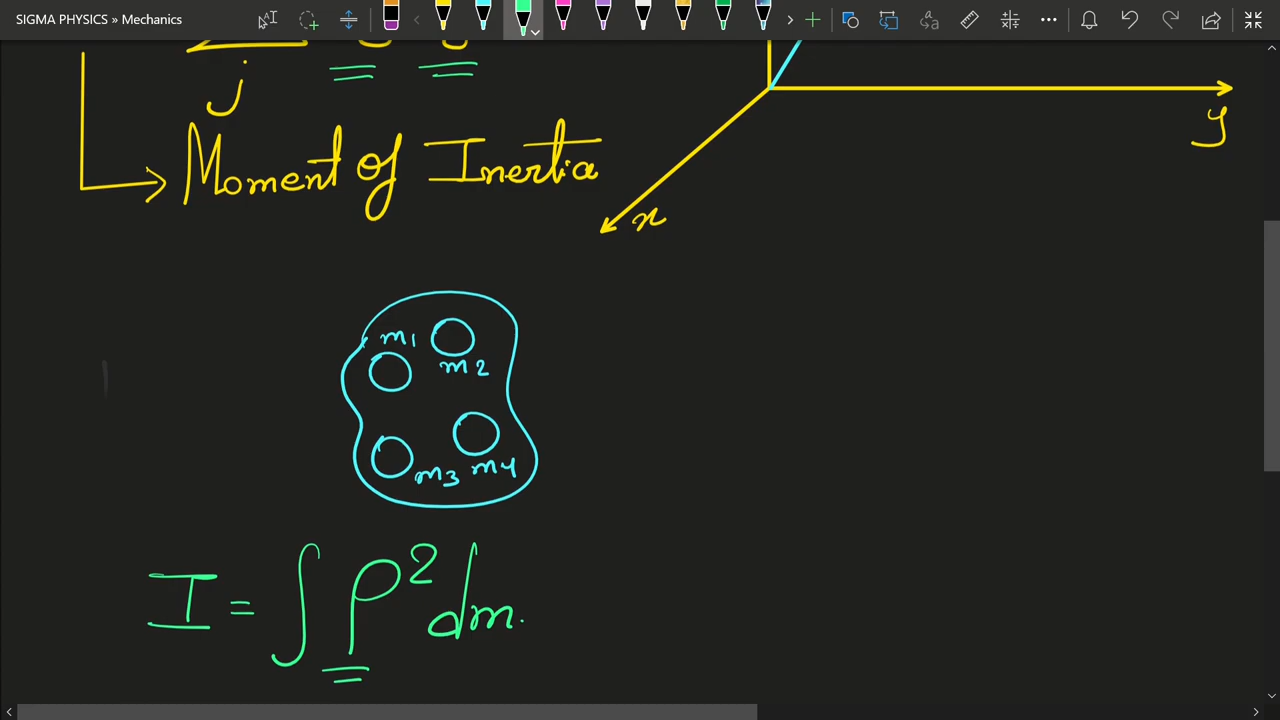 SIGMA PHYSICS » Mechanics
j
y
Moment of Inertia
x
m1
m2
m3 m4
I = ∫ ρ² dm.